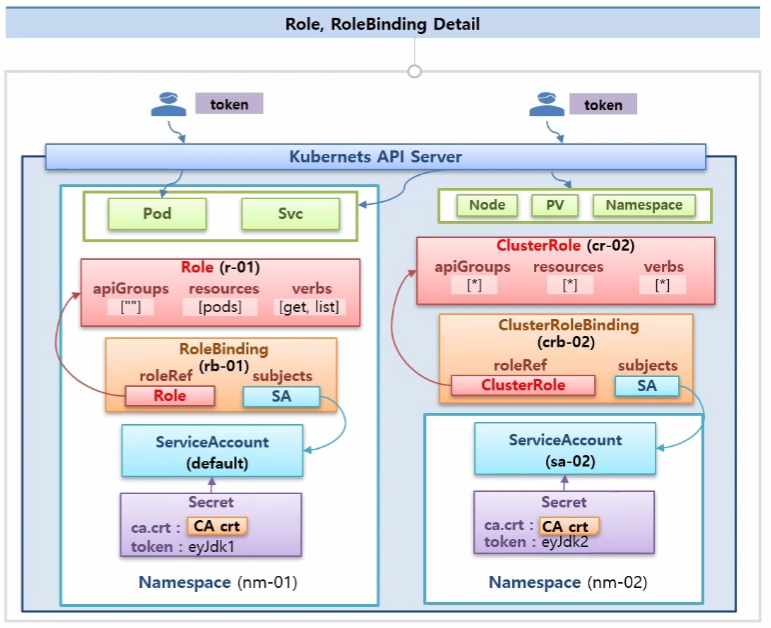 Role, RoleBinding Detail
token
token
Kubernets API Server
Pod
Svc
Node
PV
Namespace
Role (r-01)
apiGroups resources verbs
[""] [pods] [get, list]
ClusterRole (cr-02)
apiGroups resources verbs
[*] [*] [*]
RoleBinding
(rb-01)
roleRef subjects
Role SA
ClusterRoleBinding
(crb-02)
roleRef subjects
ClusterRole SA
ServiceAccount
(default)
ServiceAccount
(sa-02)
Secret
ca.crt : CA crt
token : eyJdk1
Secret
ca.crt : CA crt
token : eyJdk2
Namespace (nm-01)
Namespace (nm-02)